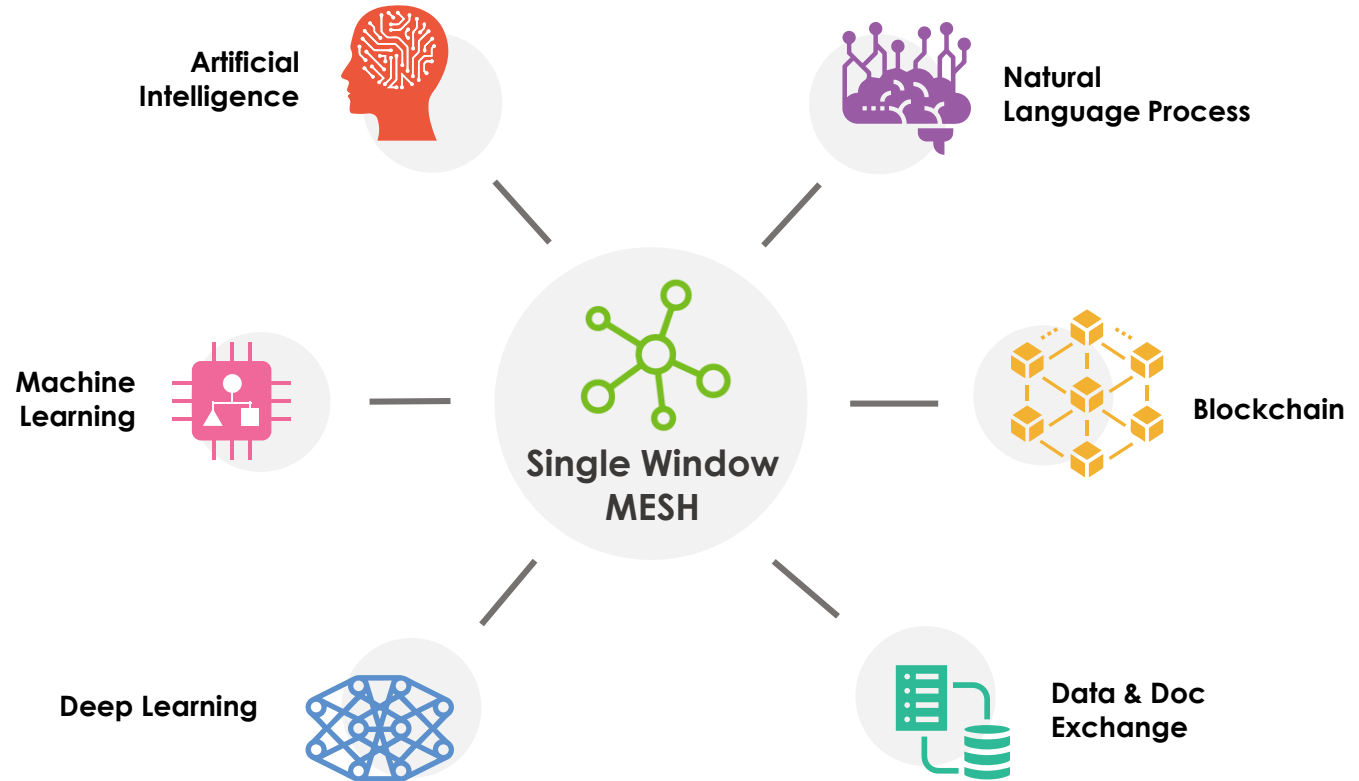 Artificial
Intelligence
Natural
Language Process
Machine
Learning
Single Window
MESH
Blockchain
Deep Learning
Data & Doc
Exchange